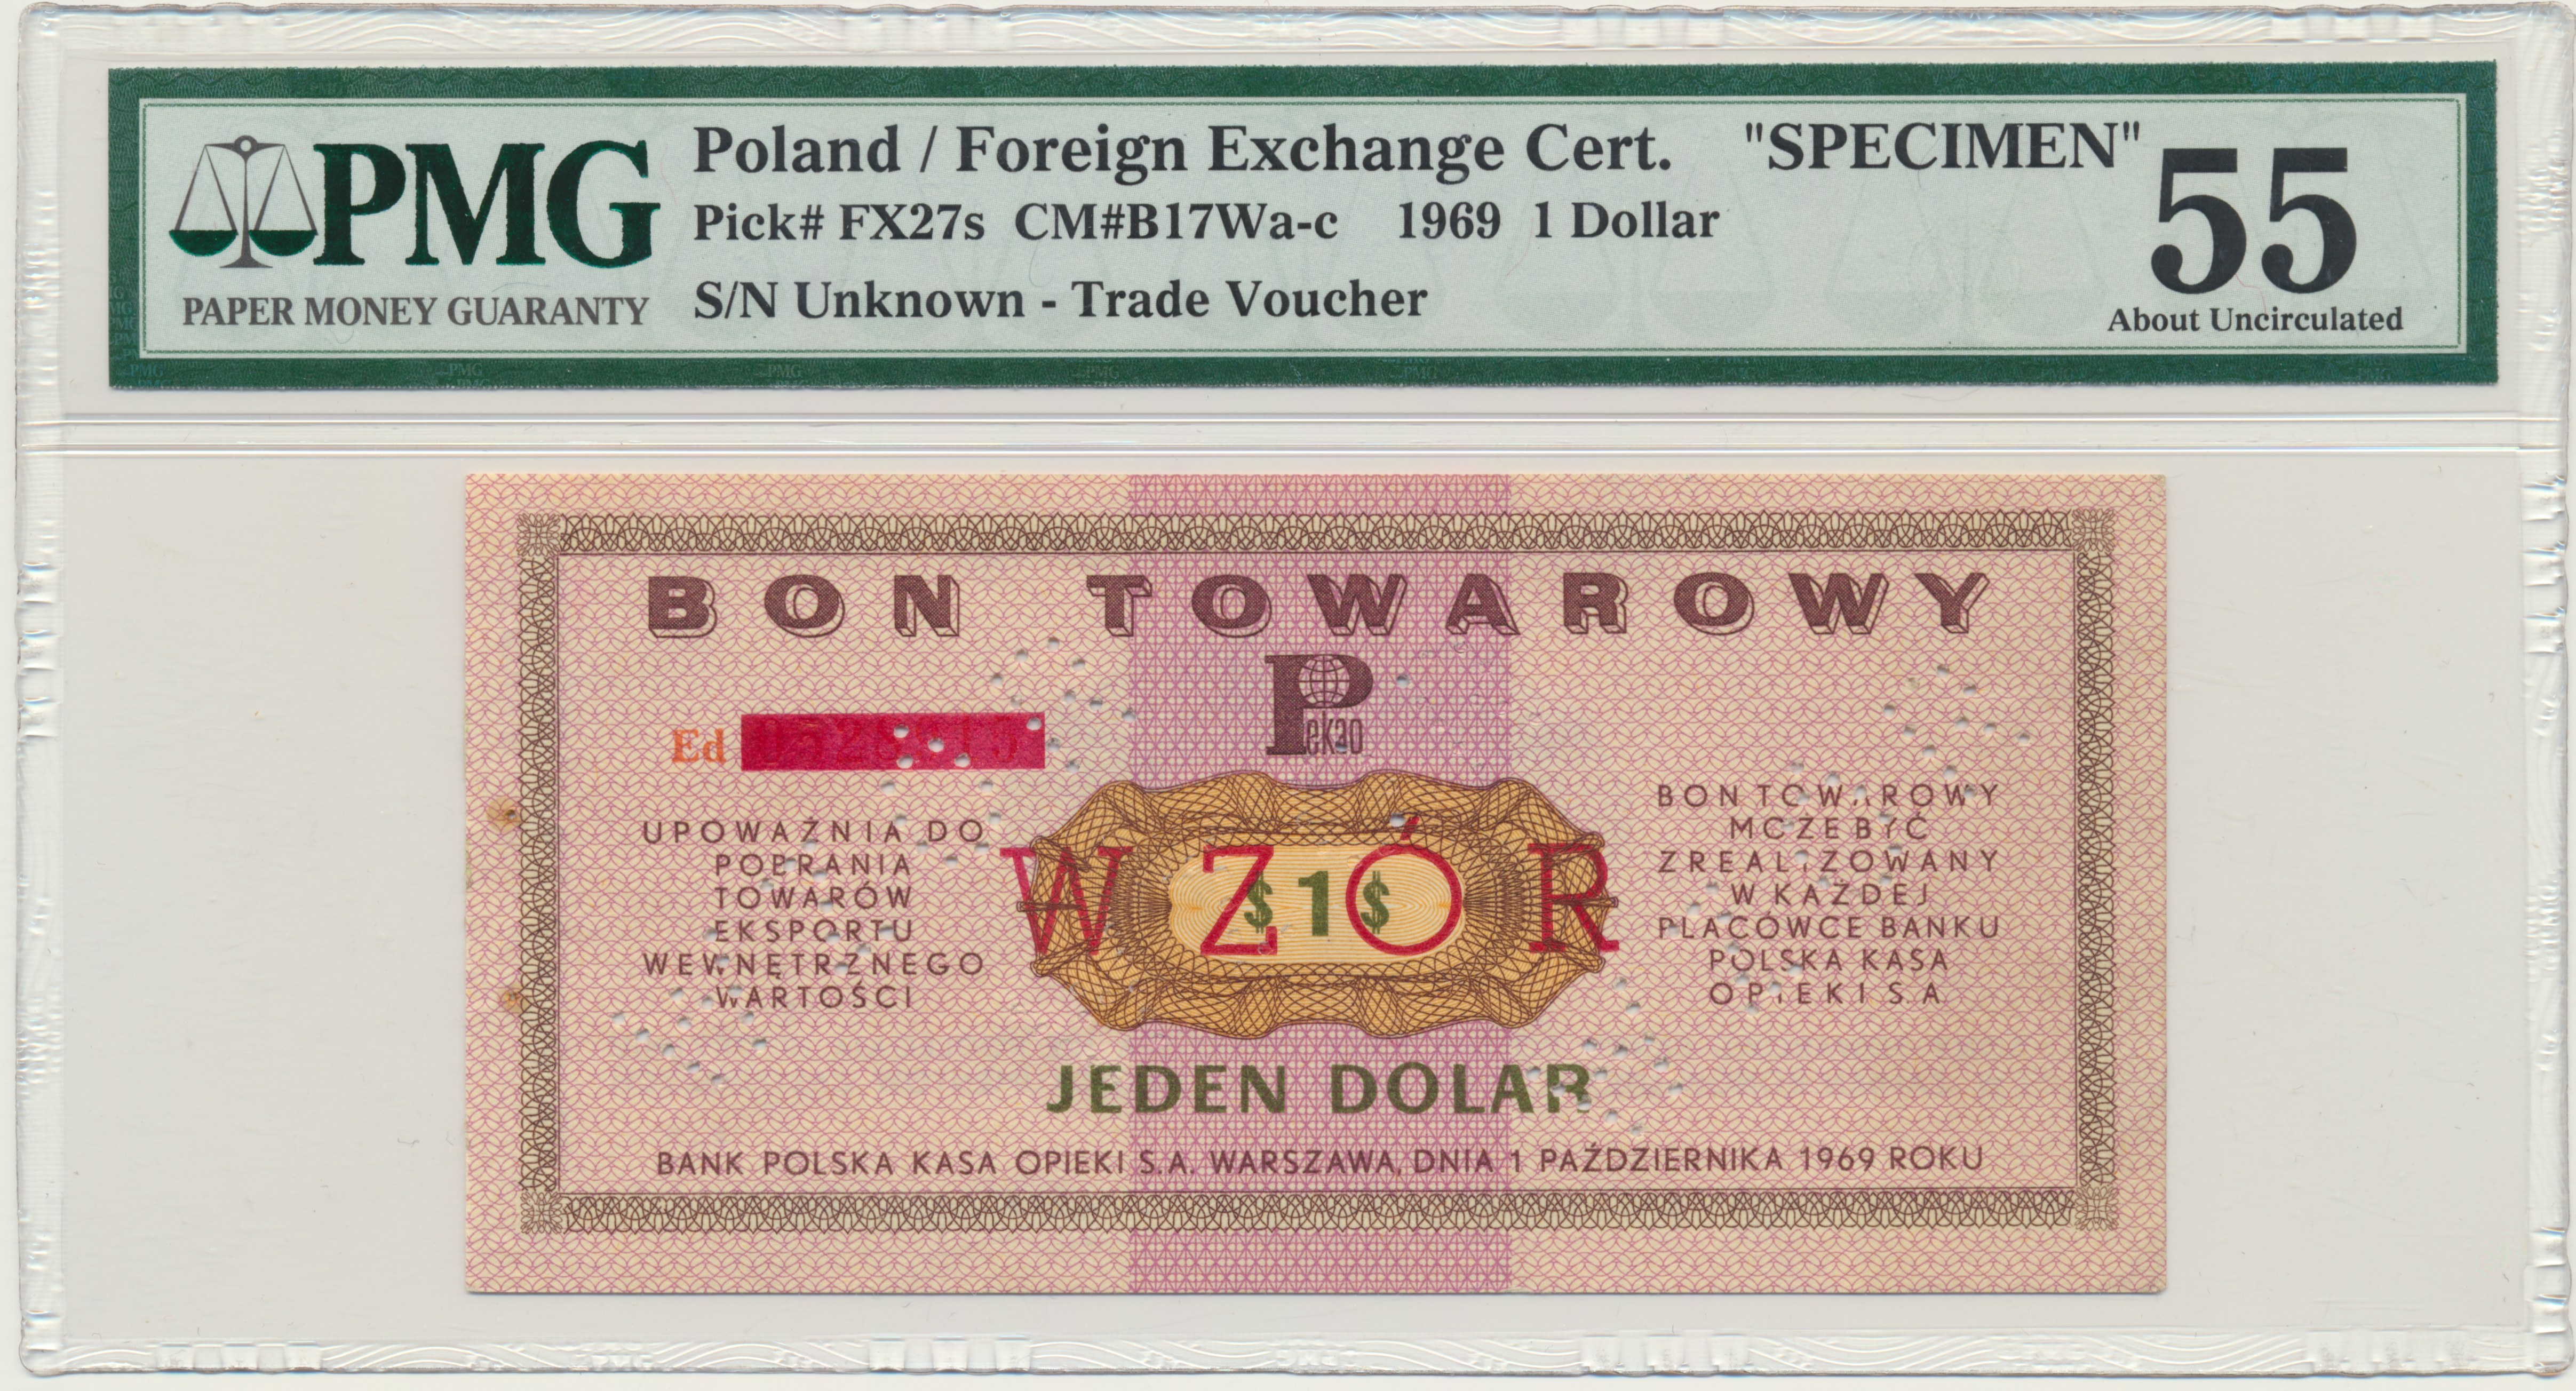 PMG
PAPER MONEY GUARANTY
Poland / Foreign Exchange Cert. "SPECIMEN"
Pick# FX27s CM#B17Wa-c 1969 1 Dollar
S/N Unknown - Trade Voucher
55
About Uncirculated
BON TOWAROWY
Pekao
Ed
UPOWAŻNIA DO
POBRANIA
TOWARÓW
EKSPORTU
WEWNĘTRZNEGO
WARTOŚCI
WZÓR
$1$
BON TOWAROWY
MOŻE BYĆ
ZREALIZOWANY
W KAŻDEJ
PLACÓWCE BANKU
POLSKA KASA
OPIEKI S.A.
JEDEN DOLAR
BANK POLSKA KASA OPIEKI S.A. WARSZAWA, DNIA 1 PAŹDZIERNIKA 1969 ROKU